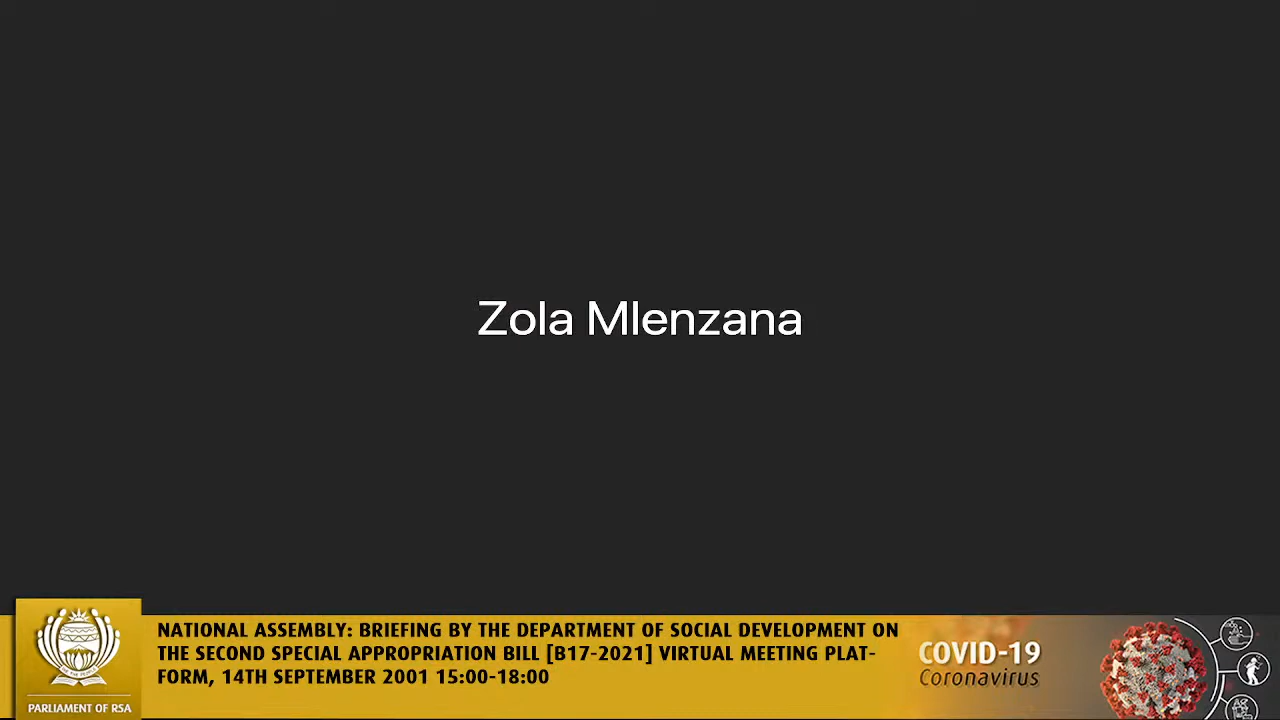 Zola Mlenzana
NATIONAL ASSEMBLY: BRIEFING BY THE DEPARTMENT OF SOCIAL DEVELOPMENT ON
THE SECOND SPECIAL APPROPRIATION BILL [B17-2021] VIRTUAL MEETING PLAT-
FORM, 14TH SEPTEMBER 2001 15:00-18:00
COVID-19
Coronavirus
PARLIAMENT OF RSA